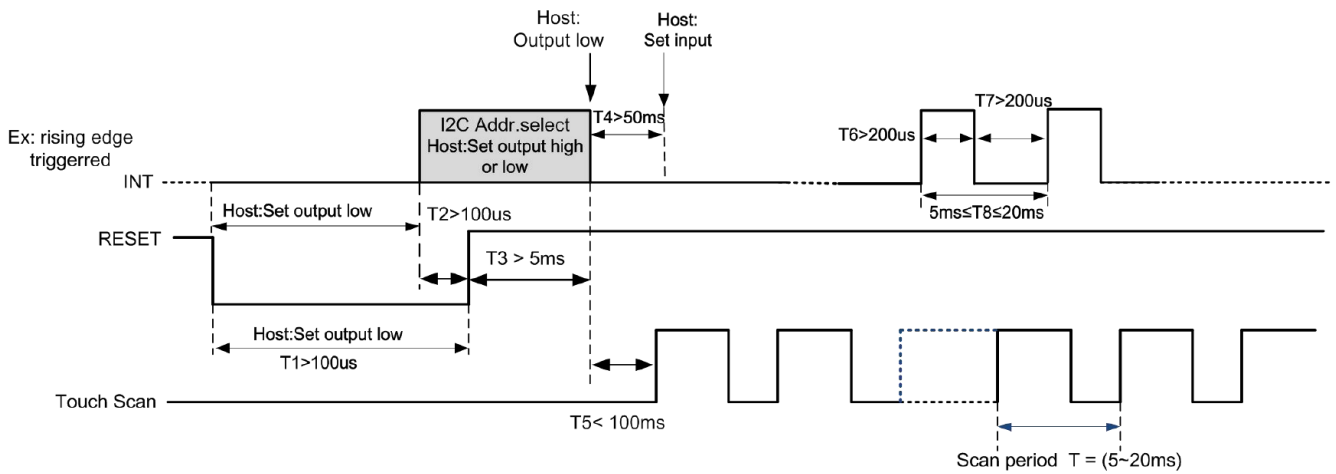 Host:
Output low
Host:
Set input
Ex: rising edge
triggerred
INT
I2C Addr.select
Host:Set output high
or low
T4>50ms
T6>200us
T7>200us
5ms≤T8≤20ms
Host:Set output low
T2>100us
RESET
T3 > 5ms
Host:Set output low
T1>100us
Touch Scan
T5< 100ms
Scan period T = (5~20ms)